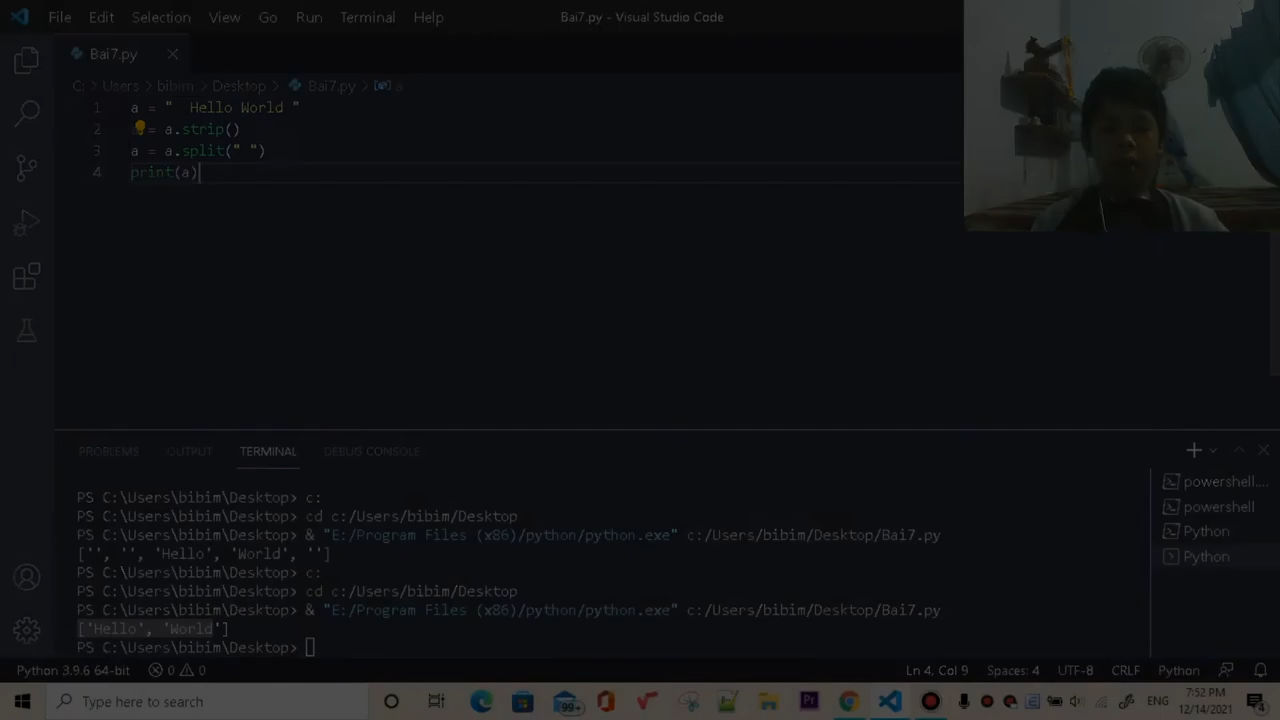 File Edit Selection View Go Run Terminal Help Bai7.py - Visual Studio Code
Bai7.py
C: > Users > bibim > Desktop > Bai7.py > a
1 a = "  Hello World "
2 = a.strip()
3 a = a.split(" ")
4 print(a)
PROBLEMS OUTPUT TERMINAL DEBUG CONSOLE
PS C:\Users\bibim\Desktop> c:
PS C:\Users\bibim\Desktop> cd c:/Users/bibim/Desktop
PS C:\Users\bibim\Desktop> & "E:/Program Files (x86)/python/python.exe" c:/Users/bibim/Desktop/Bai7.py
['', '', 'Hello', 'World', '']
PS C:\Users\bibim\Desktop> c:
PS C:\Users\bibim\Desktop> cd c:/Users/bibim/Desktop
PS C:\Users\bibim\Desktop> & "E:/Program Files (x86)/python/python.exe" c:/Users/bibim/Desktop/Bai7.py
['Hello', 'World']
PS C:\Users\bibim\Desktop>
powershell....
powershell
Python
Python
Python 3.9.6 64-bit 0 0 Ln 4, Col 9 Spaces: 4 UTF-8 CRLF Python
Type here to search 99+ ENG 7:52 PM
12/14/2021 4